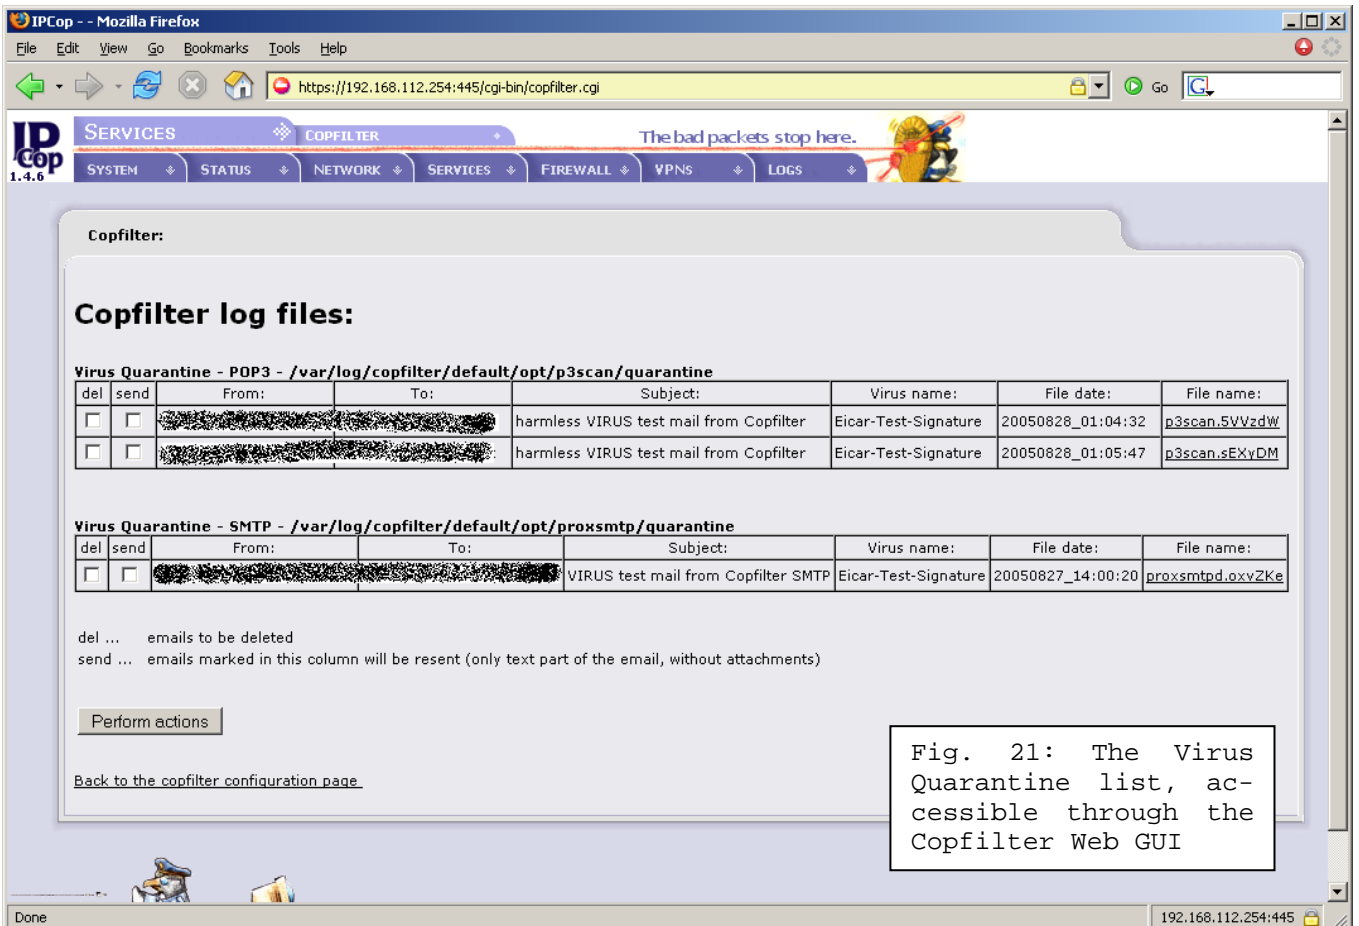 IPCop - - Mozilla Firefox
File Edit View Go Bookmarks Tools Help
https://192.168.112.254:445/cgi-bin/copfilter.cgi Go G
IPCop 1.4.6
SERVICES COPFILTER The bad packets stop here.
SYSTEM STATUS NETWORK SERVICES FIREWALL VPNS LOGS
Copfilter:
Copfilter log files:
Virus Quarantine - POP3 - /var/log/copfilter/default/opt/p3scan/quarantine
del send From: To: Subject: Virus name: File date: File name:
harmless VIRUS test mail from Copfilter Eicar-Test-Signature 20050828_01:04:32 p3scan.5VVzdW
harmless VIRUS test mail from Copfilter Eicar-Test-Signature 20050828_01:05:47 p3scan.sEXyDM
Virus Quarantine - SMTP - /var/log/copfilter/default/opt/proxsmtp/quarantine
del send From: To: Subject: Virus name: File date: File name:
VIRUS test mail from Copfilter SMTP Eicar-Test-Signature 20050827_14:00:20 proxsmtpd.oxvZKe
del ... emails to be deleted
send ... emails marked in this column will be resent (only text part of the email, without attachments)
Perform actions
Back to the copfilter configuration page
Fig. 21: The Virus
Quarantine list, ac-
cessible through the
Copfilter Web GUI
Done 192.168.112.254:445